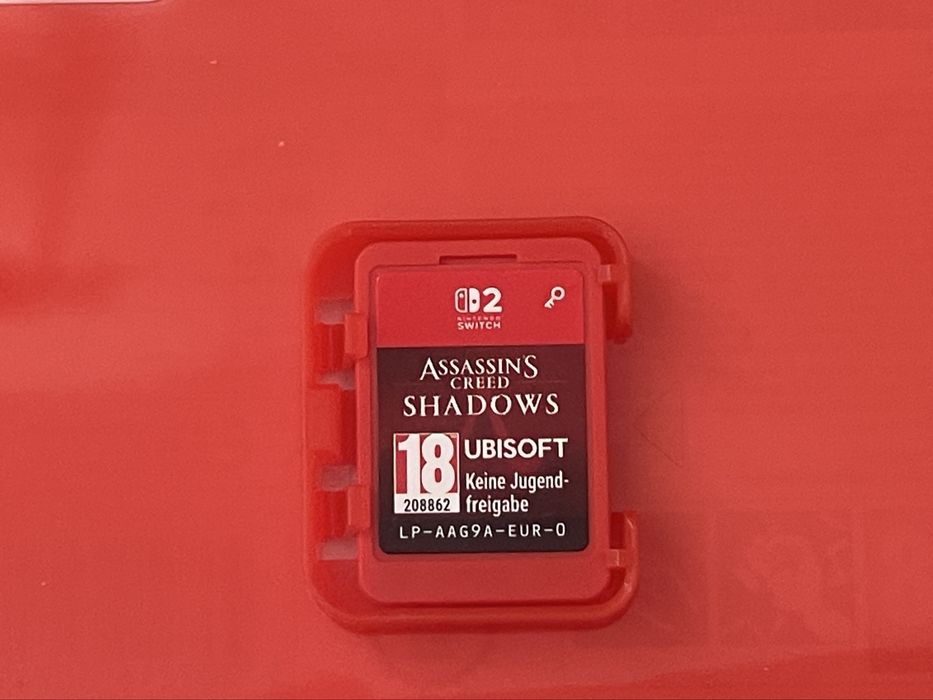 2
NINTENDO
SWITCH
ASSASSIN'S
CREED
SHADOWS
18
208862
UBISOFT
Keine Jugend-
freigabe
LP-AAG9A-EUR-0